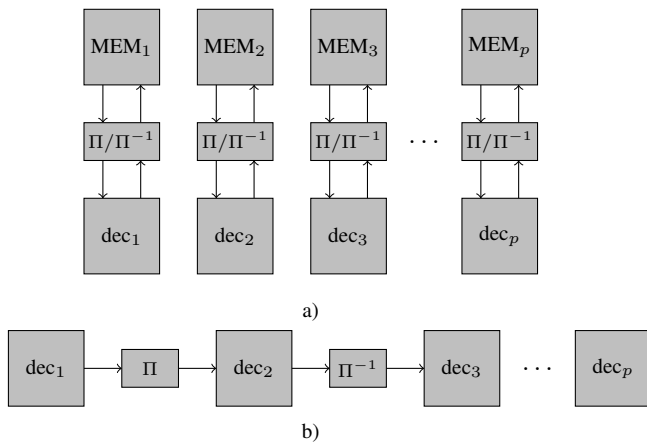 MEM₁ MEM₂ MEM₃ MEMₚ
Π/Π⁻¹ Π/Π⁻¹ Π/Π⁻¹ · · · Π/Π⁻¹
dec₁ dec₂ dec₃ decₚ
a)
dec₁ Π dec₂ Π⁻¹ dec₃ · · · decₚ
b)